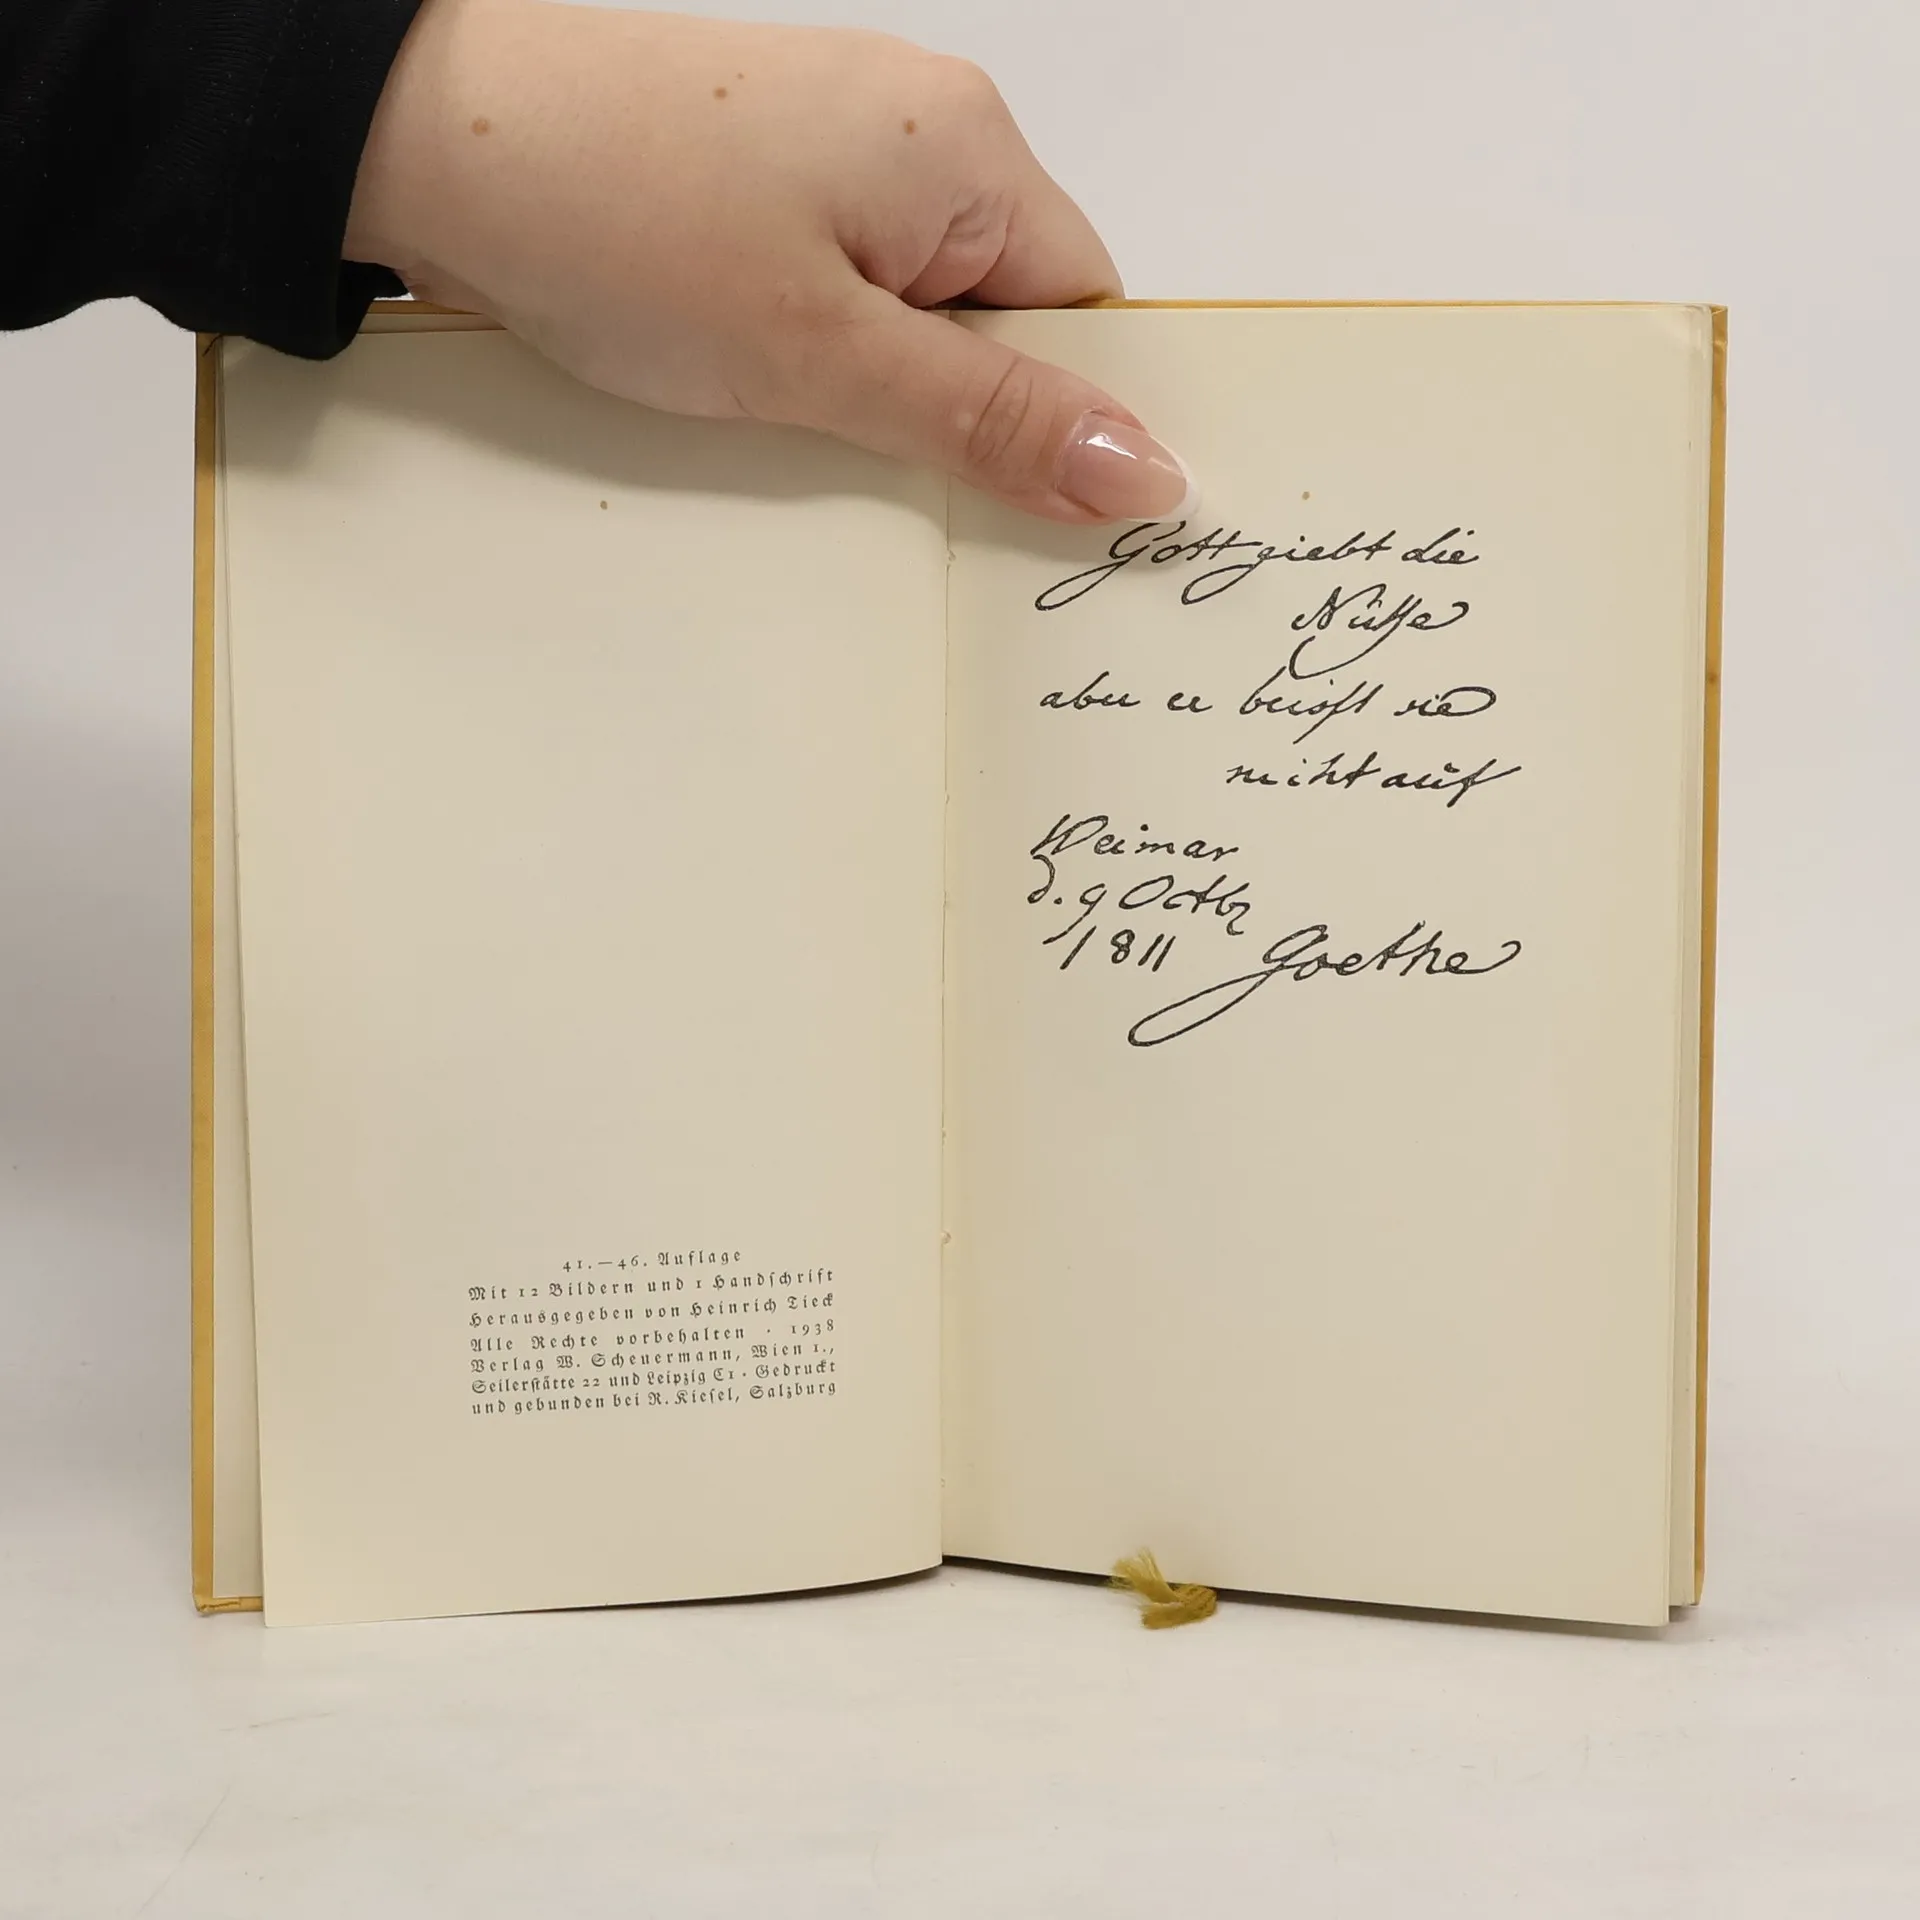 41.—46. Auflage
Mit 12 Bildern und 1 Handschrift
Herausgegeben von Heinrich Tieck
Alle Rechte vorbehalten · 1938
Verlag W. Scheuermann, Wien 1.,
Seilerstätte 22 und Leipzig C1 · Gedruckt
und gebunden bei R. Kiesel, Salzburg
Gott giebt die
Nüsse
aber er beisst sie
nicht auf
Weimar
d. 9 Octbr
1811
Goethe